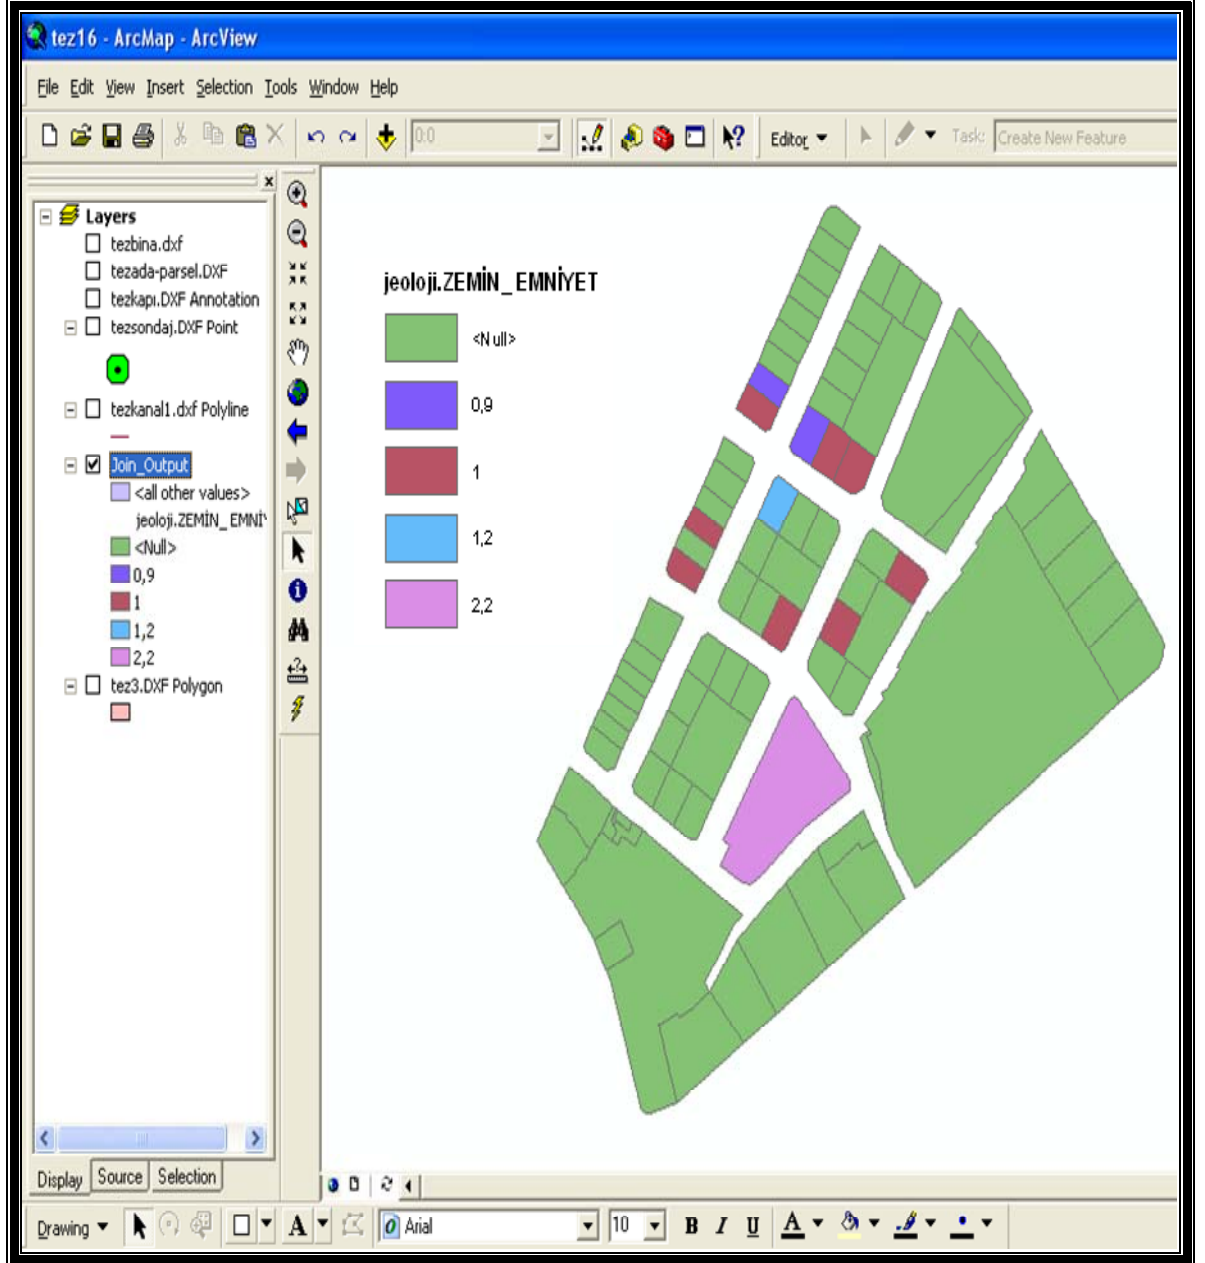 tez16 - ArcMap - ArcView
File Edit View Insert Selection Tools Window Help
0:0
Editor
Task: Create New Feature
Layers
tezbina.dxf
tezada-parsel.DXF
tezkapı.DXF Annotation
tezsondaj.DXF Point
tezkanal1.dxf Polyline
Join_Output
<all other values>
jeoloji.ZEMİN_EMNİY
<Null>
0,9
1
1,2
2,2
tez3.DXF Polygon
jeoloji.ZEMİN_EMNİYET
<Null>
0,9
1
1,2
2,2
Display Source Selection
Drawing
A
Arial
10
B I U A